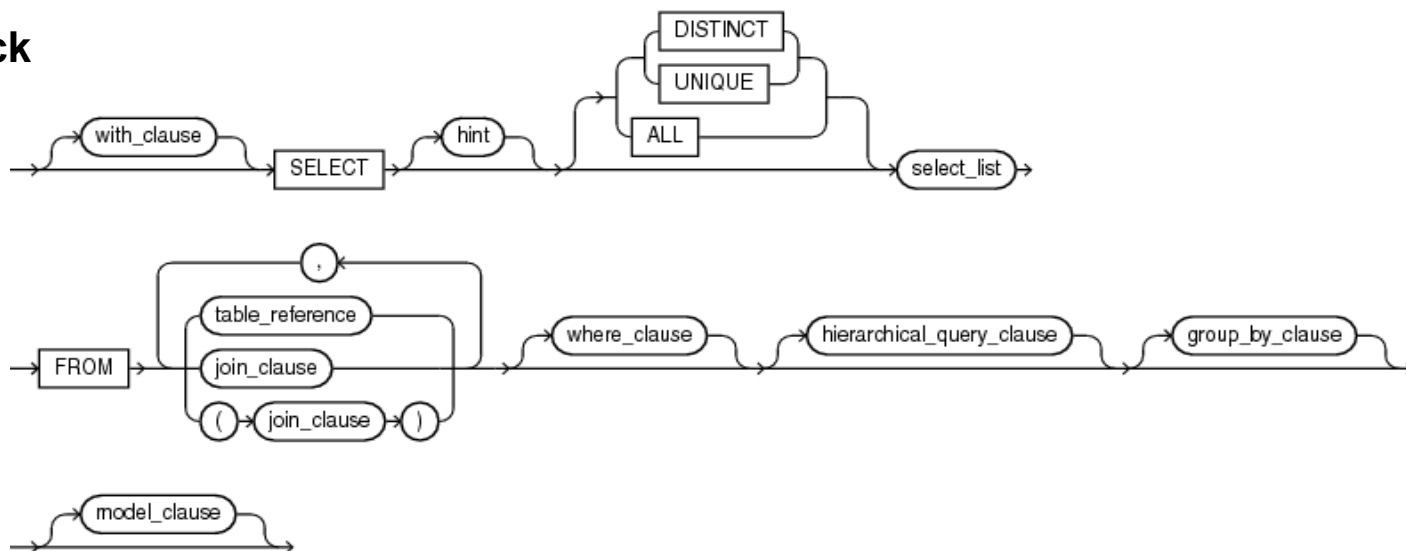 ck
DISTINCT
UNIQUE
with_clause hint ALL
SELECT select_list
,
table_reference
where_clause hierarchical_query_clause group_by_clause
FROM join_clause
( join_clause )
model_clause